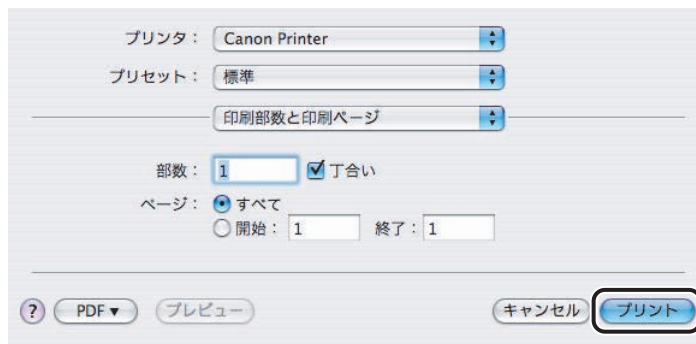 プリンタ： Canon Printer
プリセット： 標準
印刷部数と印刷ページ
部数： 1 丁合い
ページ： すべて
開始： 1 終了： 1
? PDF▼ プレビュー キャンセル プリント